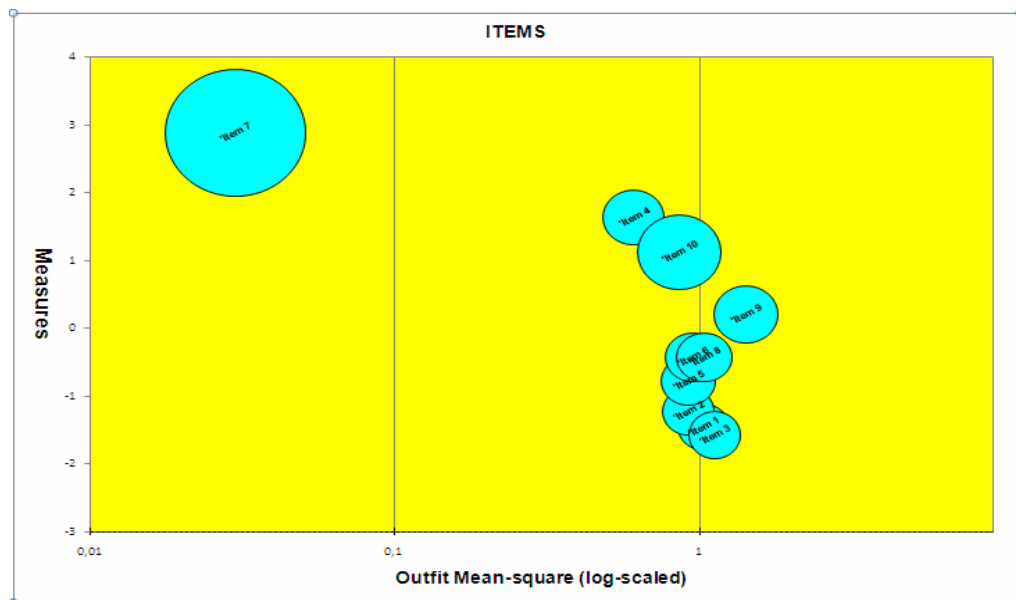 ITEMS
4
3
2
1
0
-1
-2
-3
Measures
"Item 7
"Item 4
"Item 10
"Item 9
"Item 6
"Item 8
"Item 5
"Item 2
"Item 1
"Item 3
0,01
0,1
1
Outfit Mean-square (log-scaled)